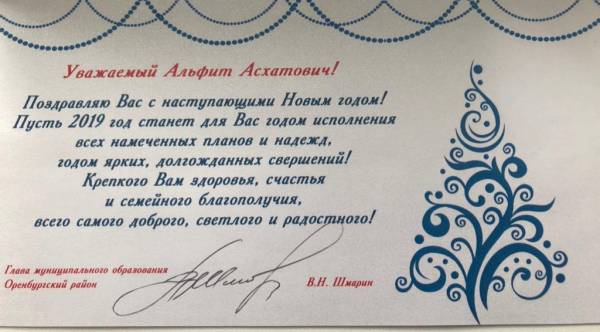 Уважаемый Альфит Асхатович!
Поздравляю Вас с наступающими Новым годом!
Пусть 2019 год станет для Вас годом исполнения
всех намеченных планов и надежд,
годом ярких, долгожданных свершений!
Крепкого Вам здоровья, счастья
и семейного благополучия,
всего самого доброго, светлого и радостного!
Глава муниципального образования
Оренбургский район
В.Н. Шмарин